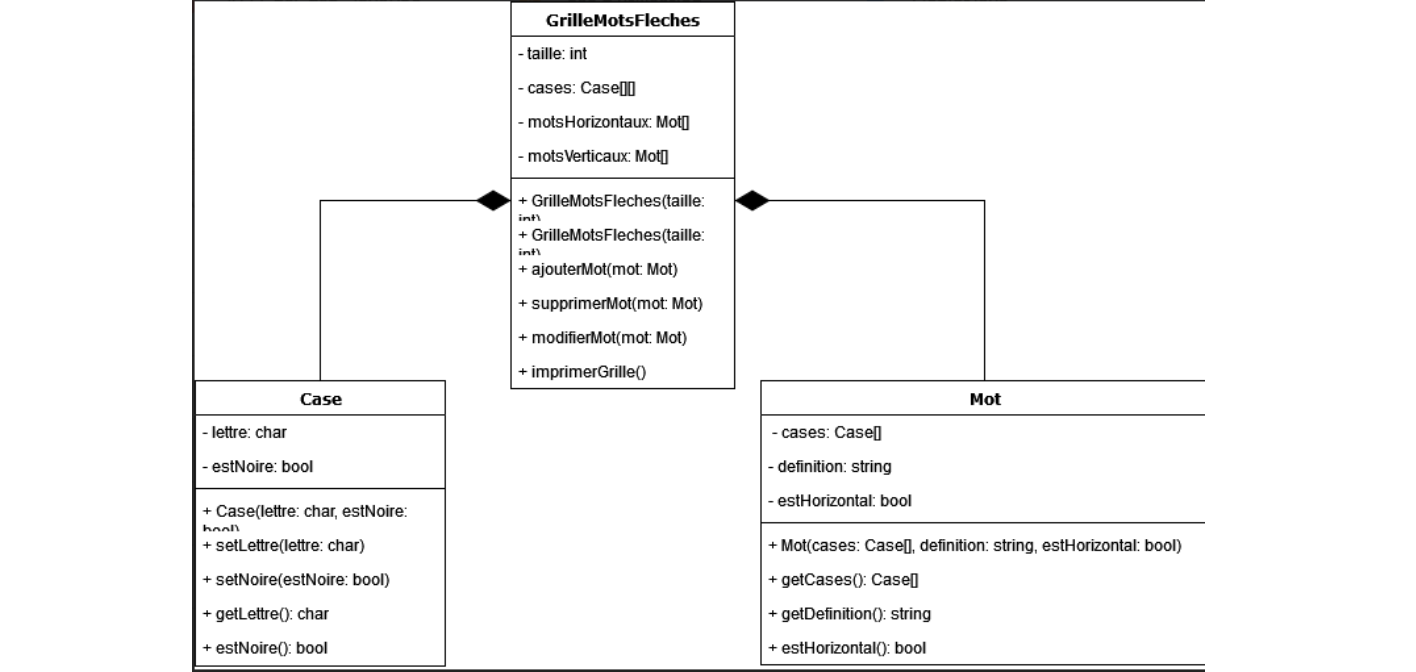 GrilleMotsFleches
- taille: int
- cases: Case[][]
- motsHorizontaux: Mot[]
- motsVerticaux: Mot[]
+ GrilleMotsFleches(taille:
int)
+ GrilleMotsFleches(taille:
int)
+ ajouterMot(mot: Mot)
+ supprimerMot(mot: Mot)
+ modifierMot(mot: Mot)
+ imprimerGrille()
Case
- lettre: char
- estNoire: bool
+ Case(lettre: char, estNoire:
bool)
+ setLettre(lettre: char)
+ setNoire(estNoire: bool)
+ getLettre(): char
+ estNoire(): bool
Mot
- cases: Case[]
- definition: string
- estHorizontal: bool
+ Mot(cases: Case[], definition: string, estHorizontal: bool)
+ getCases(): Case[]
+ getDefinition(): string
+ estHorizontal(): bool